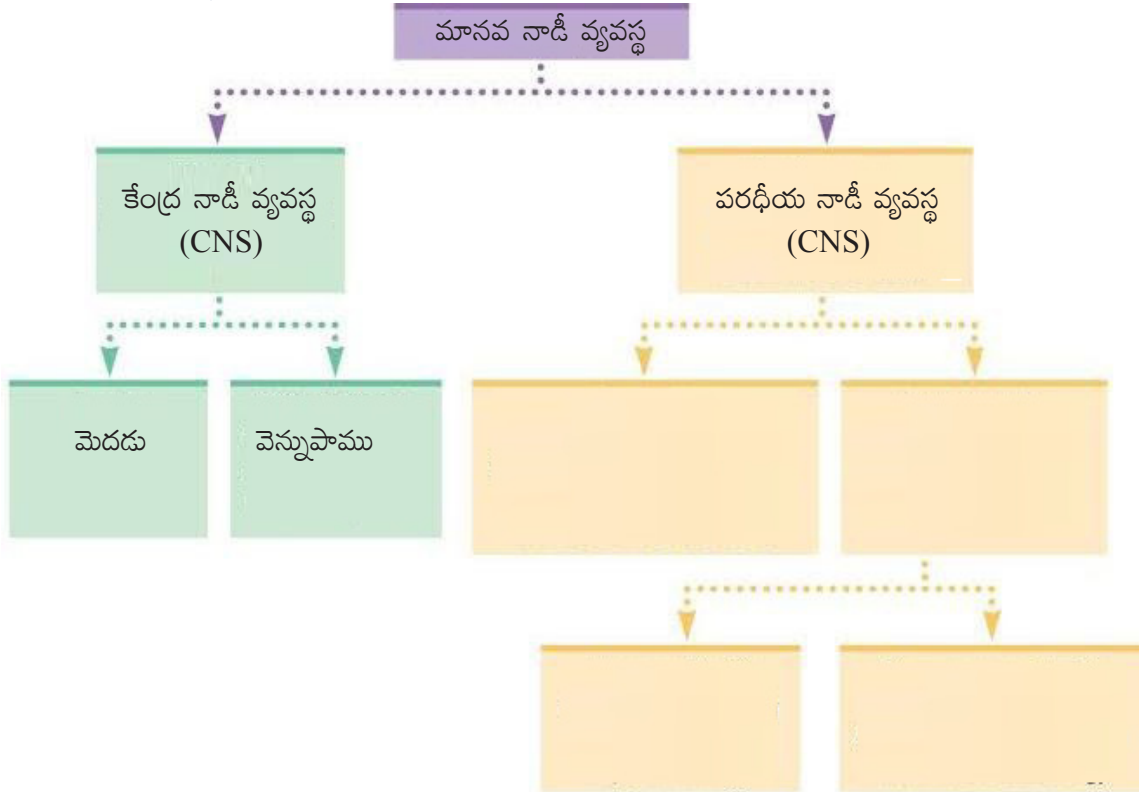 మానవ నాడీ వ్యవస్థ
కేంద్ర నాడీ వ్యవస్థ
(CNS)
పరధీయ నాడీ వ్యవస్థ
(CNS)
మెదడు
వెన్నుపాము